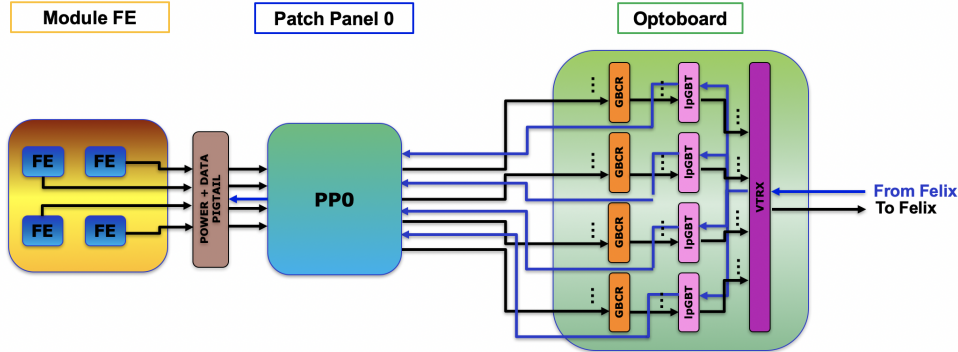 Module FE
Patch Panel 0
Optoboard
FE
FE
FE
FE
POWER + DATA
PIGTAIL
PP0
GBCR
lpGBT
GBCR
lpGBT
GBCR
lpGBT
GBCR
lpGBT
VTRX
From Felix
To Felix